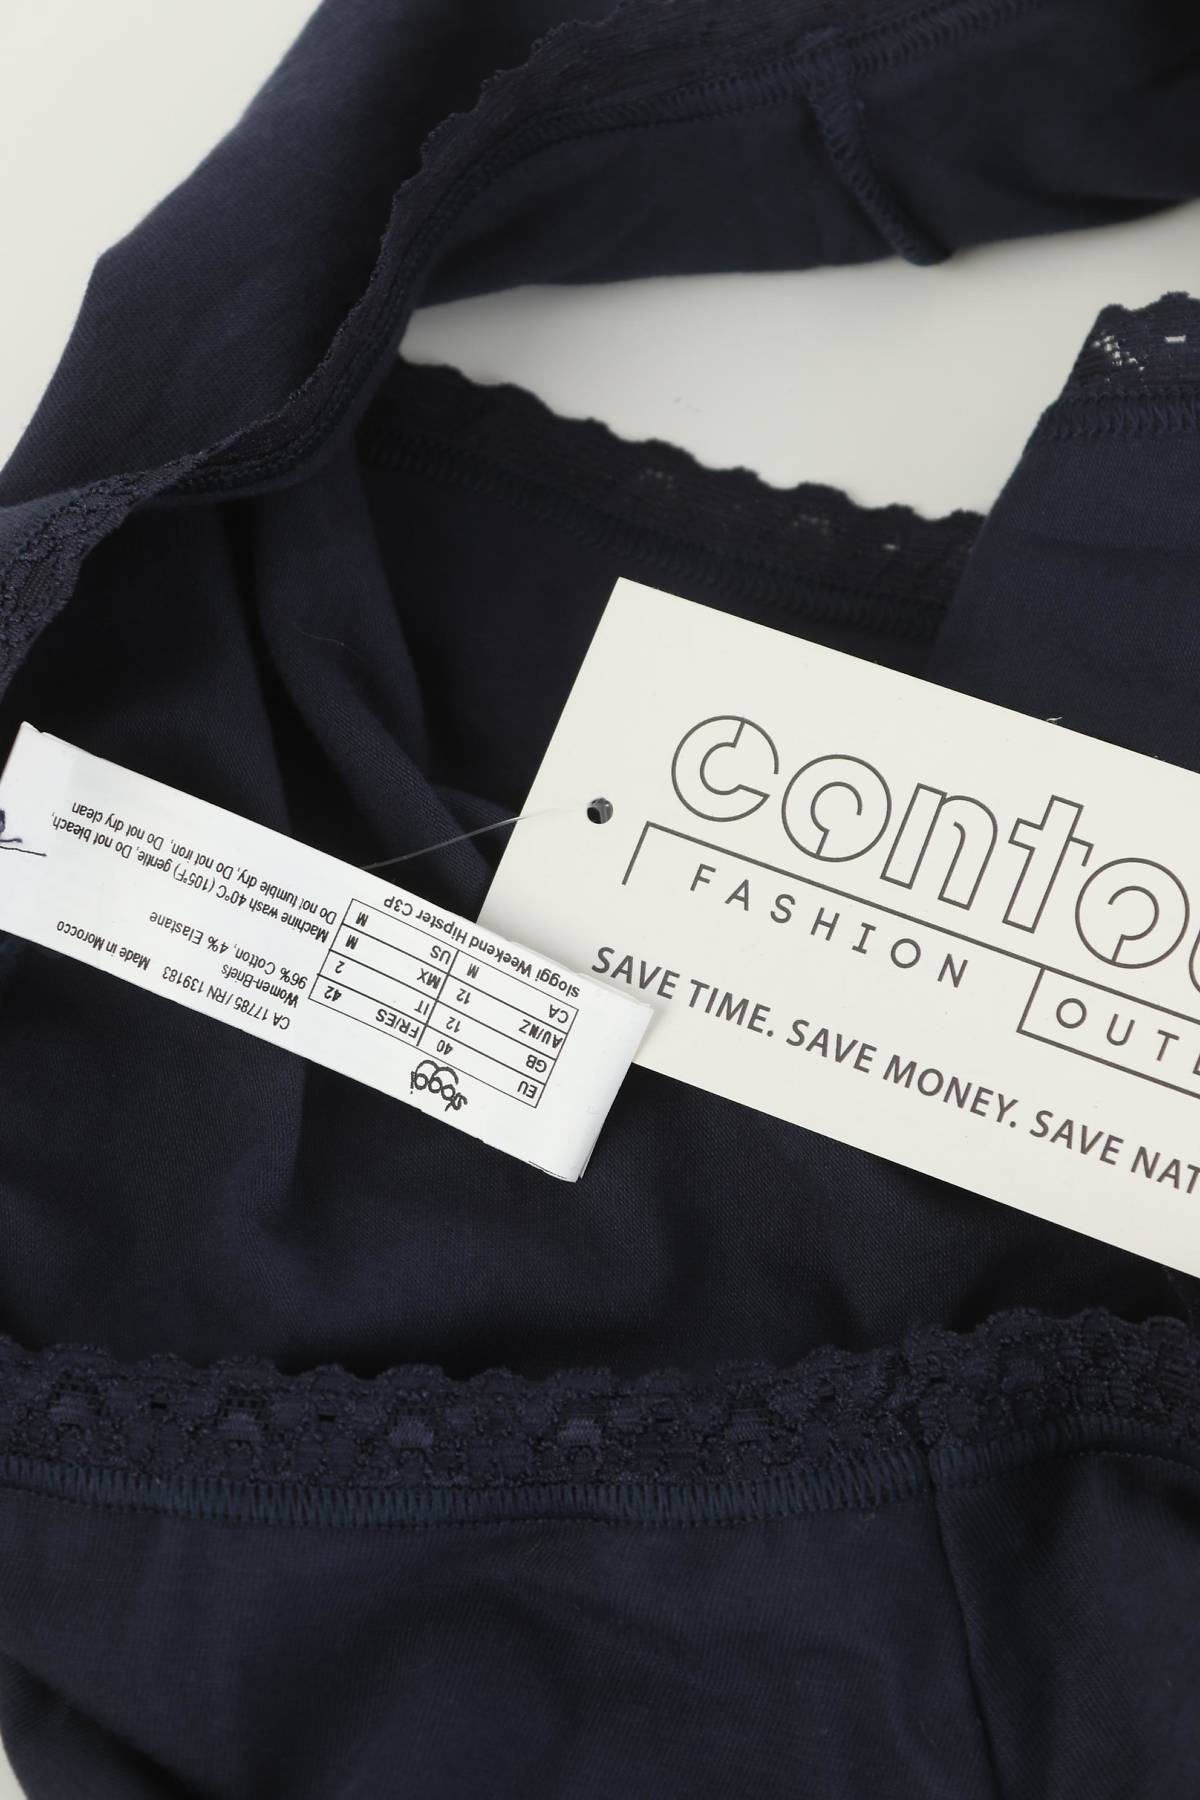 conto
FASHION
OUTL
SAVE TIME. SAVE MONEY. SAVE NAT
sloggi
EU 40 FR/ES 42
GB 12 IT 2
AU/NZ 12 MX M
CA M US M
sloggi Weekend Hipster C3P
CA 17785 / RN 139183 Made in Morocco
Women-Briefs
96% Cotton, 4% Elastane
Machine wash 40°C (105°F) gentle, Do not bleach,
Do not tumble dry, Do not iron, Do not dry clean